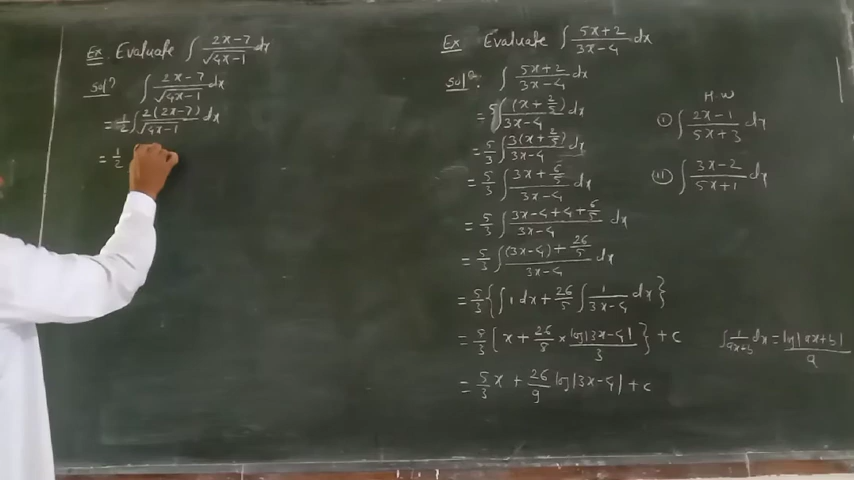 Ex. Evaluate ∫ (2x-7)/√(4x-1) dx
Solⁿ ∫ (2x-7)/√(4x-1) dx
= 1/2 ∫ 2(2x-7)/√(4x-1) dx
= 1/2
Ex Evaluate ∫ (5x+2)/(3x-4) dx
Solⁿ: ∫ (5x+2)/(3x-4) dx
= 5∫ (x+2/5)/(3x-4) dx
= 5/3 ∫ 3(x+2/5)/(3x-4) dx
= 5/3 ∫ (3x+6/5)/(3x-4) dx
= 5/3 ∫ (3x-4+4+6/5)/(3x-4) dx
= 5/3 ∫ ((3x-4)+26/5)/(3x-4) dx
= 5/3 {∫1 dx + 26/5 ∫ 1/(3x-4) dx}
= 5/3 {x + 26/5 × log|3x-4|/3} + c
= 5/3 x + 26/9 log|3x-4| + c
H.W
(i) ∫ (2x-1)/(5x+3) dx
(ii) ∫ (3x-2)/(5x+1) dx
∫ 1/(ax+b) dx = log|ax+b|/a